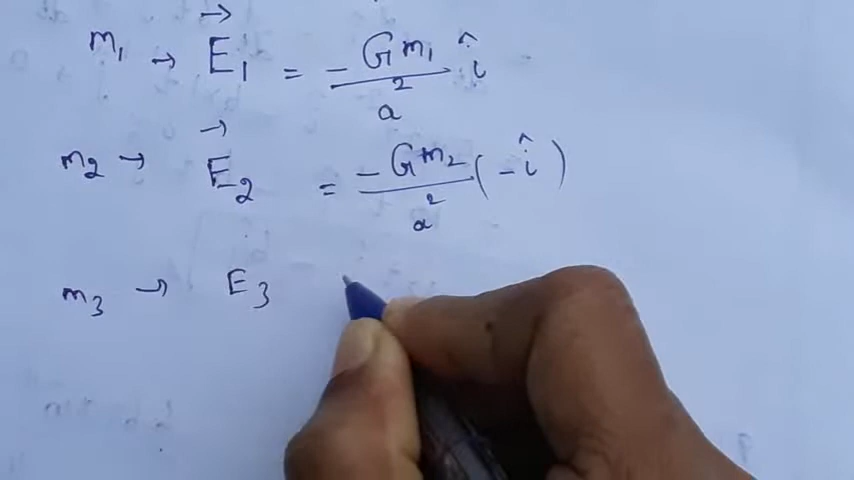 m₁ → E⃗₁ = -Gm₁/a² î
m₂ → E⃗₂ = -Gm₂/a² (-î)
m₃ → E₃